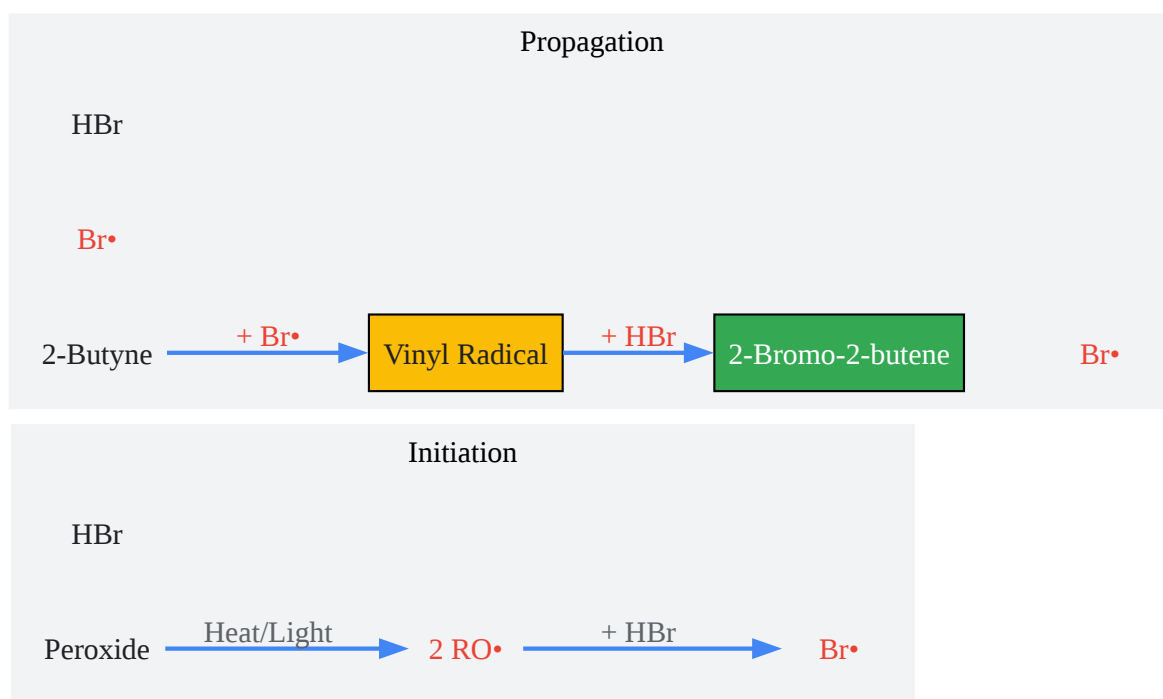 Propagation
HBr
Br•
2-Butyne
+ Br•
Vinyl Radical
+ HBr
2-Bromo-2-butene
Br•
Initiation
HBr
Peroxide
Heat/Light
2 RO•
+ HBr
Br•